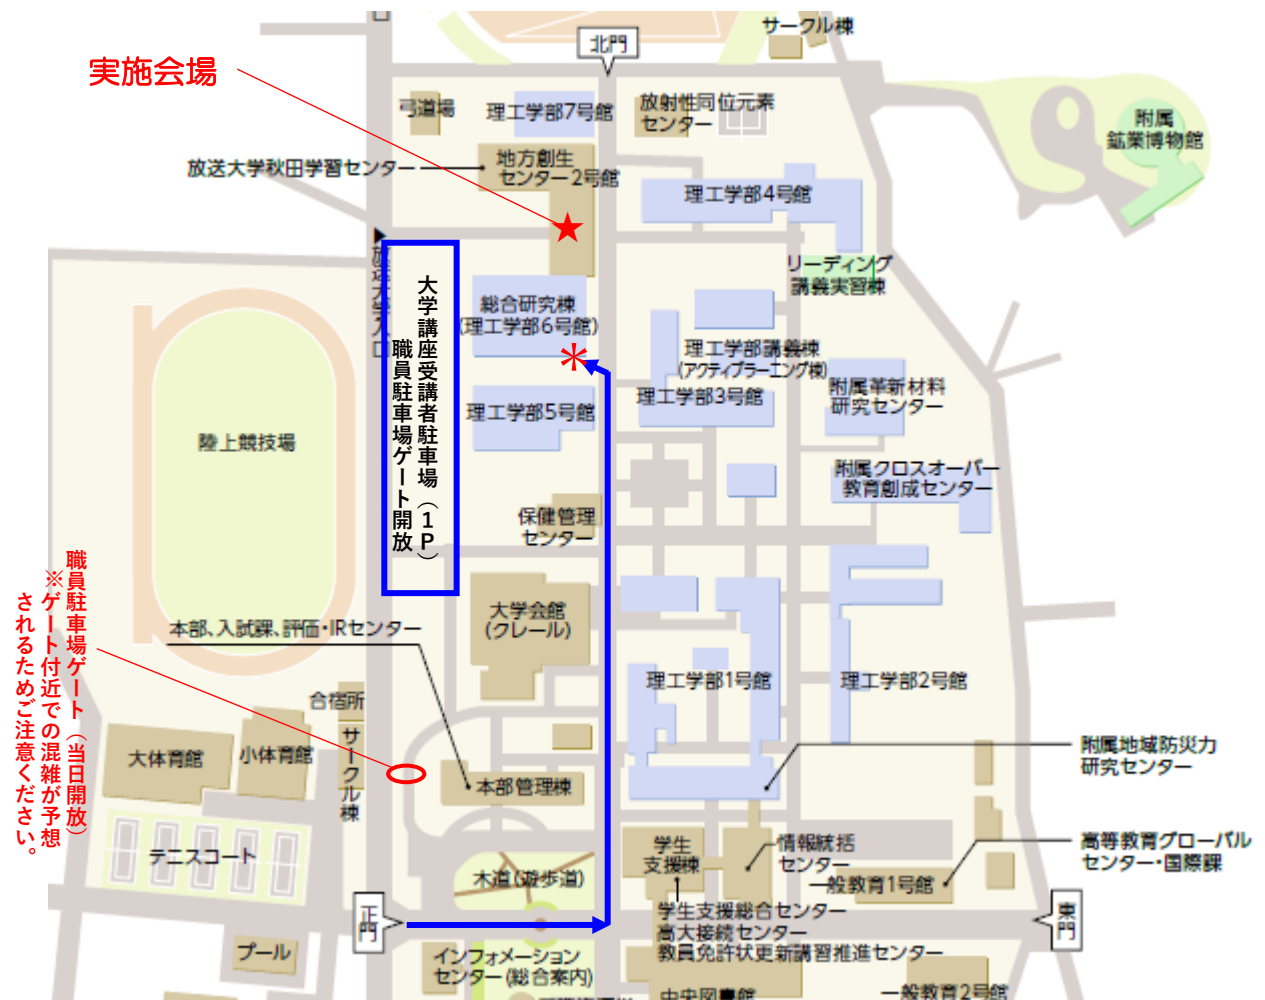 サークル棟
北門
実施会場
弓道場
理工学部7号館
放射性同位元素
センター
附属
鉱業博物館
放送大学秋田学習センター
地方創生
センター2号館
理工学部4号館
放送大学入口
リーディング
講義実習棟
大学講座受講者駐車場(1P)
職員駐車場ゲート開放
総合研究棟
(理工学部6号館)
*
理工学部講義棟
(アクティブラーニング棟)
理工学部3号館
附属革新材料
研究センター
理工学部5号館
陸上競技場
附属クロスオーバー
教育創成センター
保健管理
センター
職員駐車場ゲート(当日開放)
※ゲート付近での混雑が予想
されるためご注意ください。
大学会館
(クレール)
本部、入試課、評価・IRセンター
理工学部1号館
理工学部2号館
合宿所
サークル棟
大体育館
小体育館
本部管理棟
附属地域防災力
研究センター
テニスコート
学生
支援棟
情報統括
センター
高等教育グローバル
センター・国際課
木道(遊歩道)
一般教育1号館
正門
学生支援総合センター
高大接続センター
教員免許状更新講習推進センター
東門
プール
インフォメーション
センター(総合案内)
中央図書館
一般教育2号館